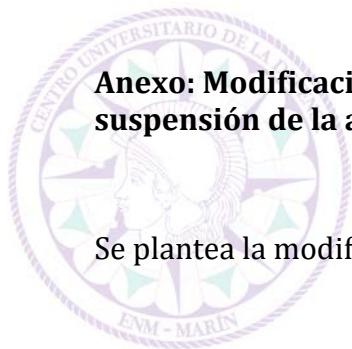 CENTRO UNIVERSITARIO DE LA
Anexo: Modificaci
suspensión de la a
Se plantea la modif
ENM - MARÍN